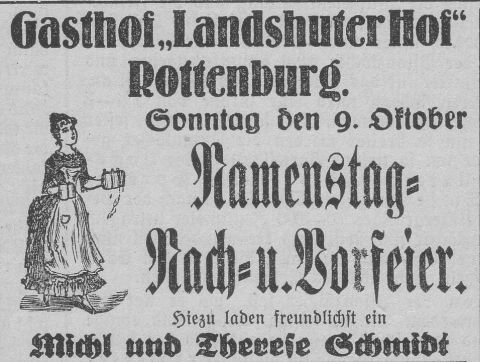 Gasthof „Landshuter Hof“
Rottenburg.
Sonntag den 9. Oktober
Namenstag-
Nach- u. Vorfeier.
Hiezu laden freundlichst ein
Michl und Therese Schmidt